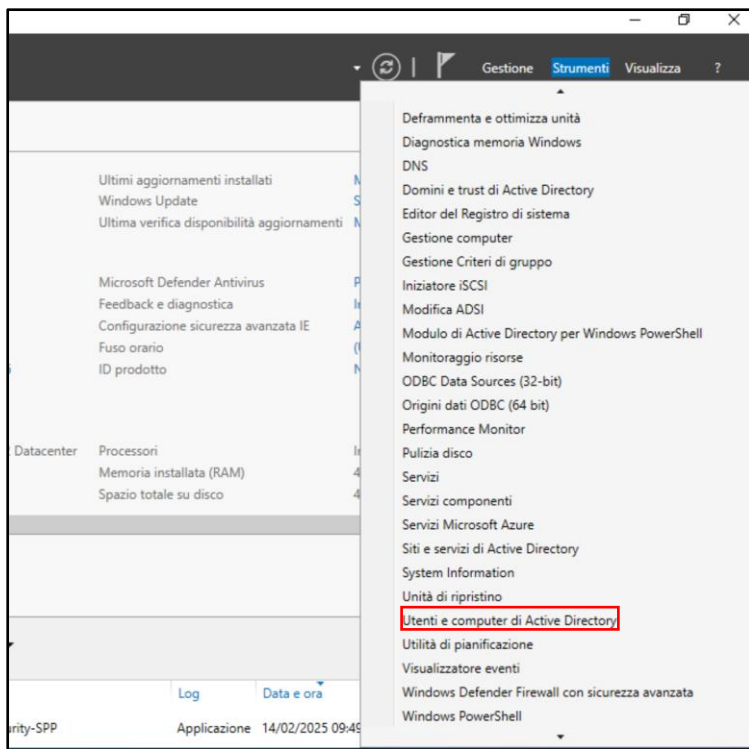 Gestione Strumenti Visualizza ?
Deframmenta e ottimizza unità
Diagnostica memoria Windows
DNS
Domini e trust di Active Directory
Editor del Registro di sistema
Gestione computer
Gestione Criteri di gruppo
Iniziatore iSCSI
Modifica ADSI
Modulo di Active Directory per Windows PowerShell
Monitoraggio risorse
ODBC Data Sources (32-bit)
Origini dati ODBC (64 bit)
Performance Monitor
Pulizia disco
Servizi
Servizi componenti
Servizi Microsoft Azure
Siti e servizi di Active Directory
System Information
Unità di ripristino
Utenti e computer di Active Directory
Utilità di pianificazione
Visualizzatore eventi
Windows Defender Firewall con sicurezza avanzata
Windows PowerShell
Ultimi aggiornamenti installati
Windows Update
Ultima verifica disponibilità aggiornamenti
Microsoft Defender Antivirus
Feedback e diagnostica
Configurazione sicurezza avanzata IE
Fuso orario
ID prodotto
Datacenter Processori
Memoria installata (RAM)
Spazio totale su disco
Log Data e ora
urity-SPP Applicazione 14/02/2025 09:49